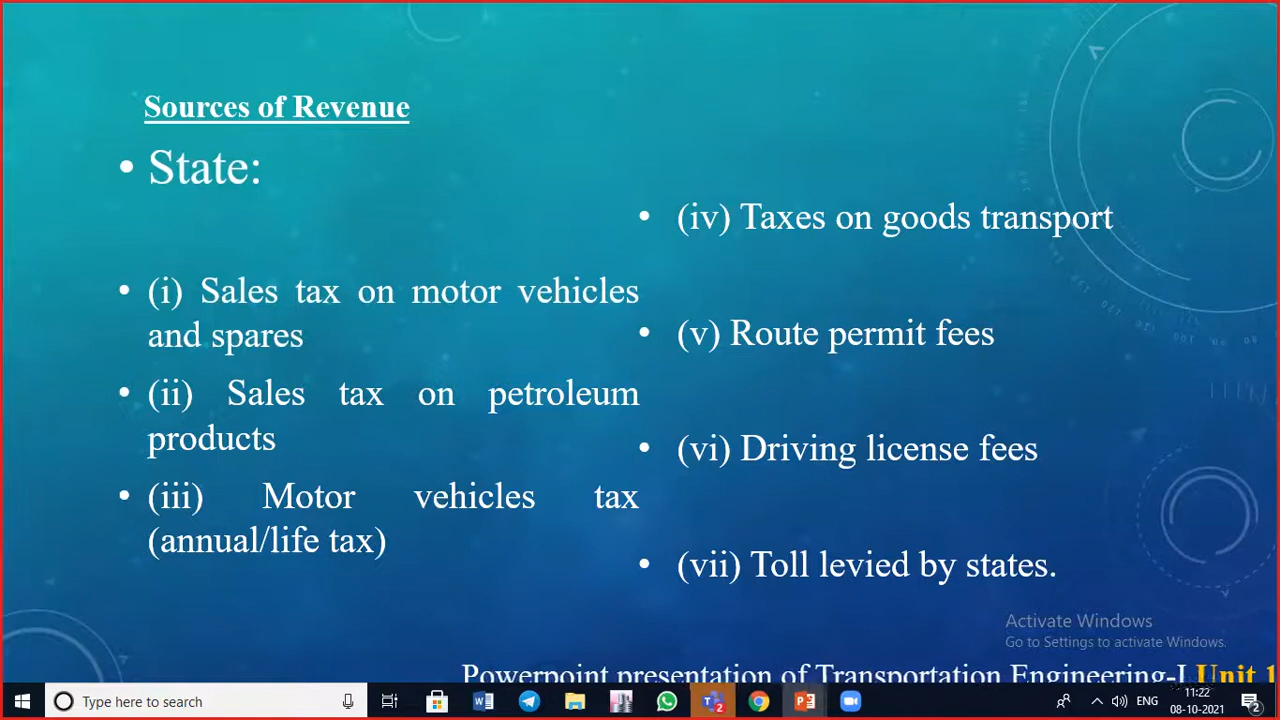 Sources of Revenue
• State:
• (i) Sales tax on motor vehicles
and spares
• (ii) Sales tax on petroleum
products
• (iii) Motor vehicles tax
(annual/life tax)
• (iv) Taxes on goods transport
• (v) Route permit fees
• (vi) Driving license fees
• (vii) Toll levied by states.
Activate Windows
Go to Settings to activate Windows.
Powerpoint presentation of Transportation Engineering-I Unit 1
Type here to search
2
ENG
11:22
08-10-2021
2